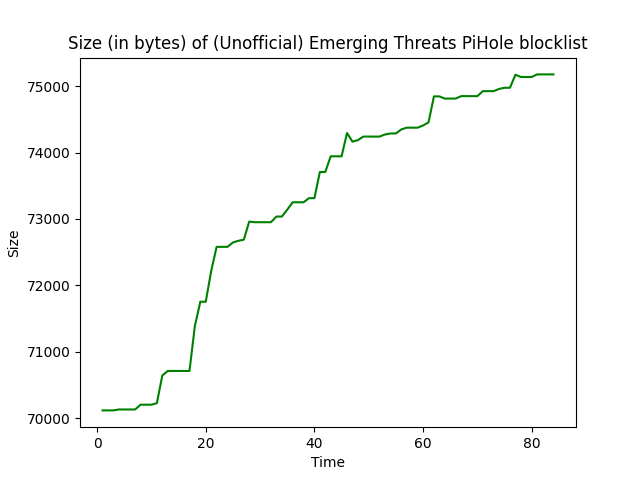 Size (in bytes) of (Unofficial) Emerging Threats PiHole blocklist
75000
74000
73000
72000
71000
70000
Size
0 20 40 60 80
Time